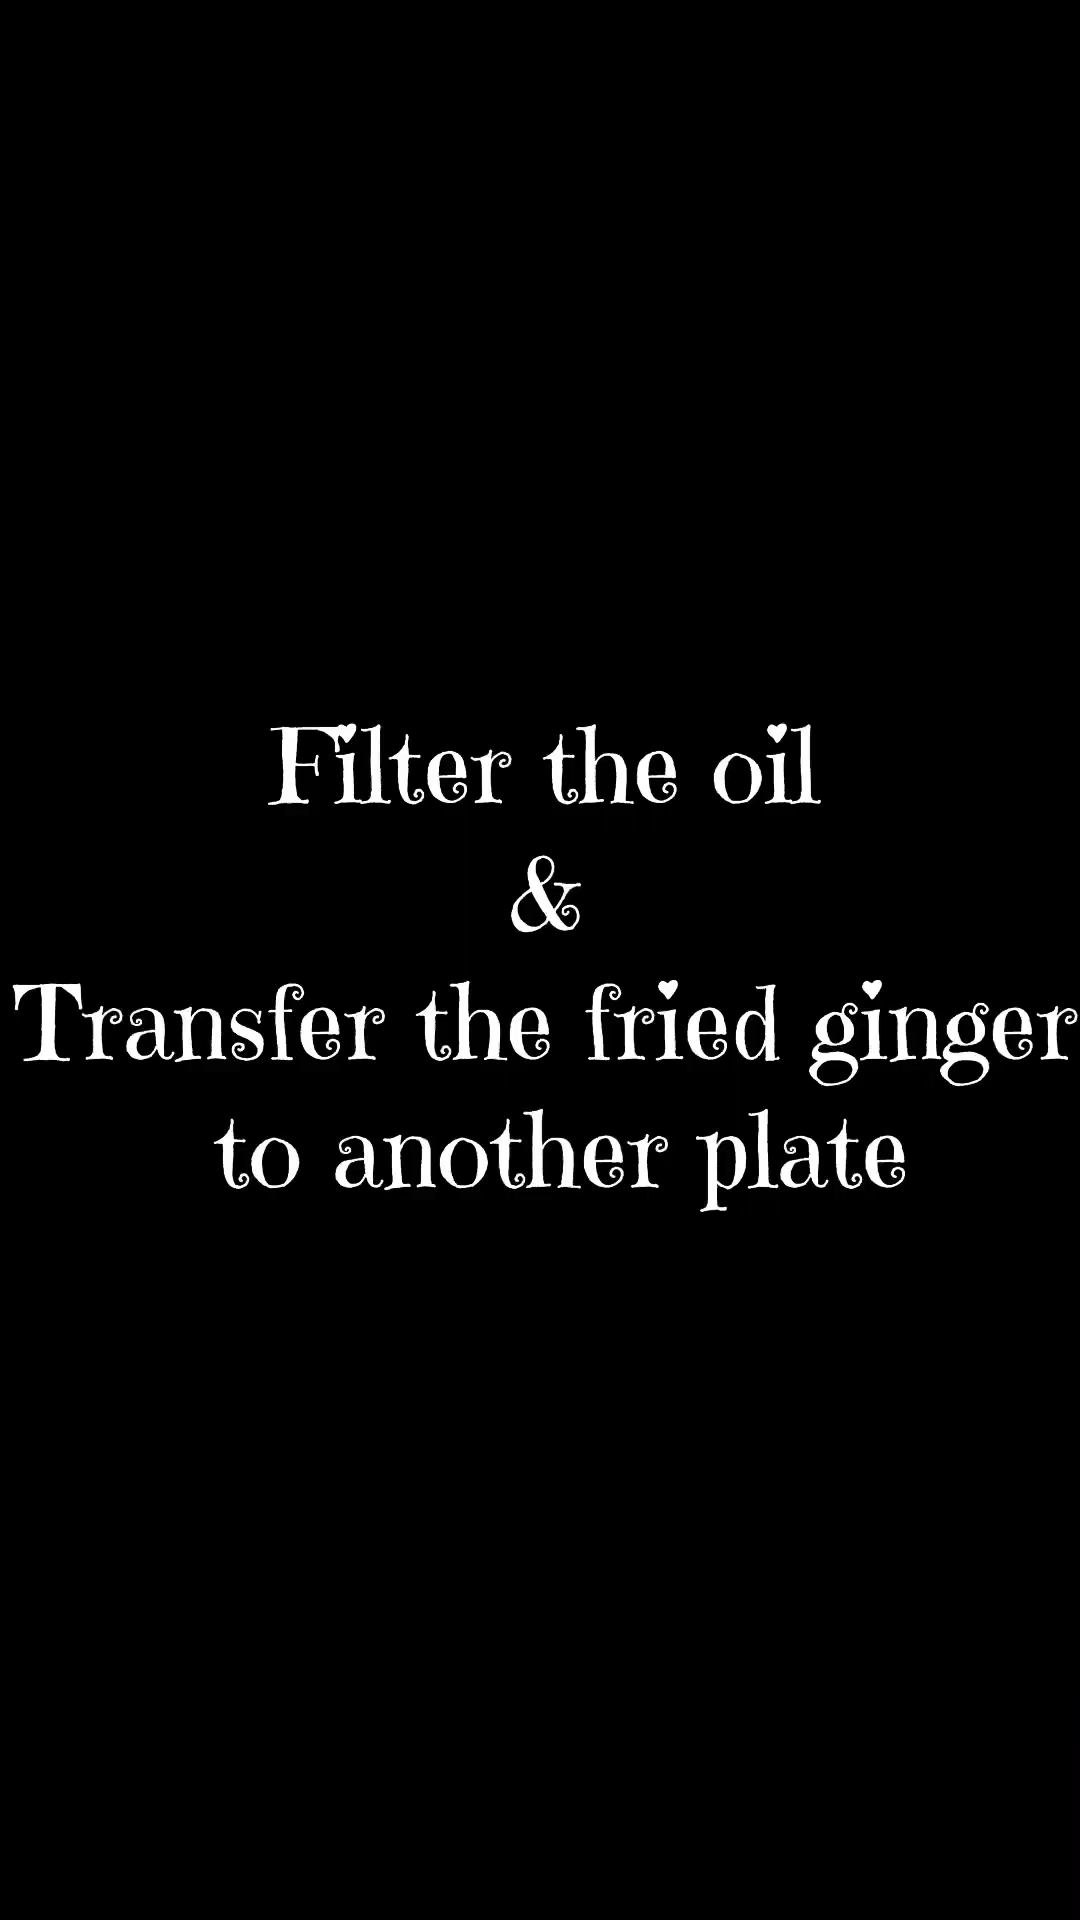 Filter the oil
&
Transfer the fried ginger
to another plate